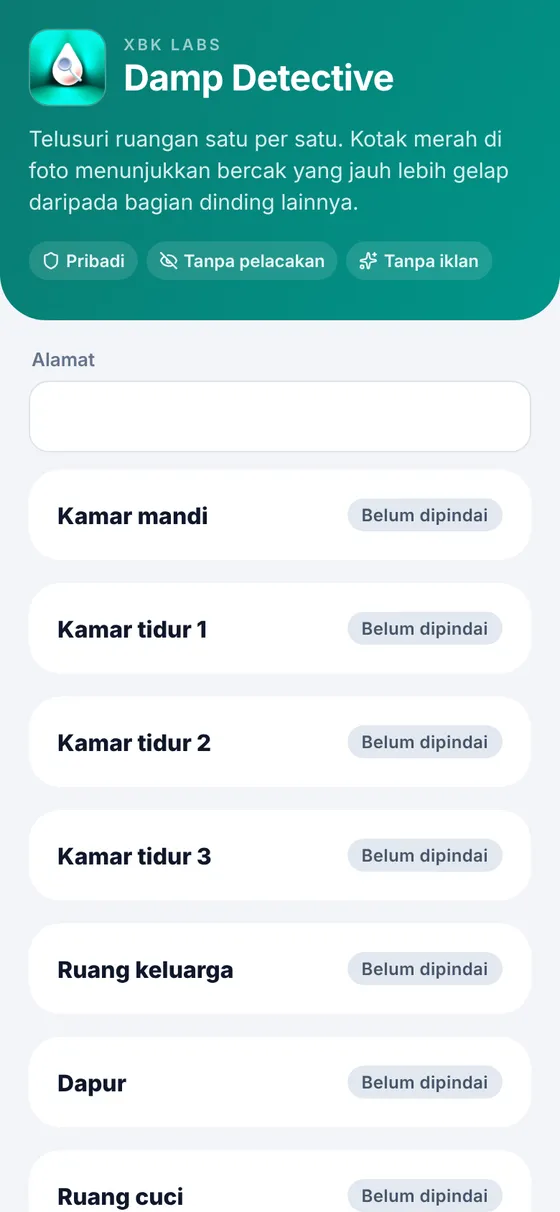 XBK LABS
Damp Detective
Telusuri ruangan satu per satu. Kotak merah di
foto menunjukkan bercak yang jauh lebih gelap
daripada bagian dinding lainnya.
Pribadi
Tanpa pelacakan
Tanpa iklan
Alamat
Kamar mandi
Belum dipindai
Kamar tidur 1
Belum dipindai
Kamar tidur 2
Belum dipindai
Kamar tidur 3
Belum dipindai
Ruang keluarga
Belum dipindai
Dapur
Belum dipindai
Ruang cuci
Belum dipindai